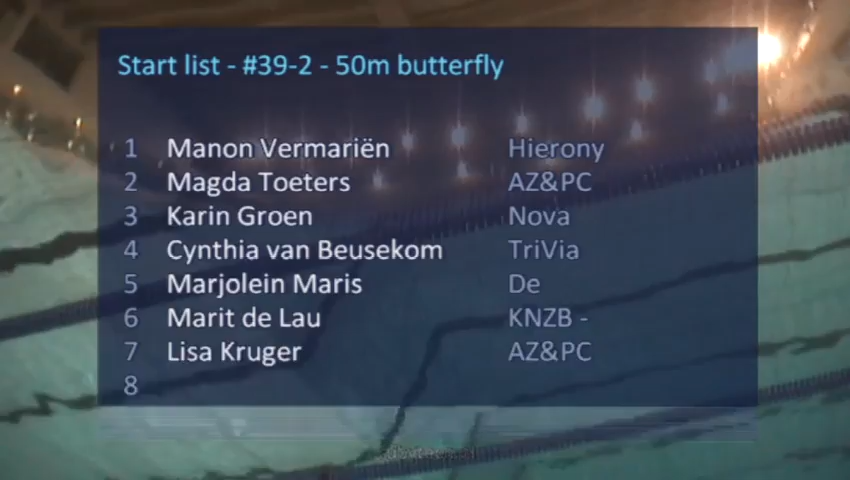 Start list - #39-2 - 50m butterfly
1 Manon Vermariën Hierony
2 Magda Toeters AZ&PC
3 Karin Groen Nova
4 Cynthia van Beusekom TriVia
5 Marjolein Maris De
6 Marit de Lau KNZB -
7 Lisa Kruger AZ&PC
8